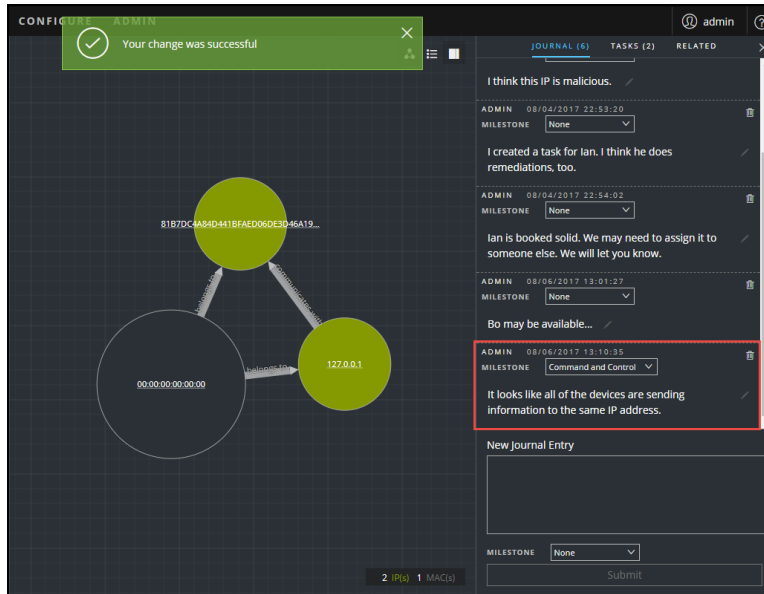 CONFIGURE ADMIN
admin
Your change was successful
JOURNAL (6) TASKS (2) RELATED
I think this IP is malicious.
ADMIN 08/04/2017 22:53:20
MILESTONE None
I created a task for Ian. I think he does
remediations, too.
ADMIN 08/04/2017 22:54:02
MILESTONE None
Ian is booked solid. We may need to assign it to
someone else. We will let you know.
ADMIN 08/06/2017 13:01:27
MILESTONE None
Bo may be available...
ADMIN 08/06/2017 13:10:35
MILESTONE Command and Control
It looks like all of the devices are sending
information to the same IP address.
New Journal Entry
MILESTONE None
Submit
81B7DC4A84D441BFAED06DE3D46A19...
belongs to
communicates with
127.0.0.1
belongs to
00:00:00:00:00:00
2 IP(s) 1 MAC(s)